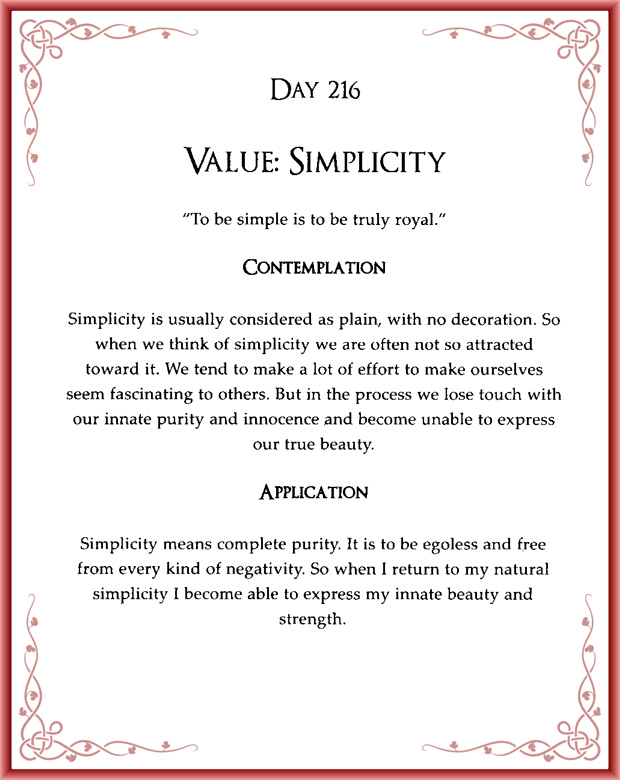 Day 216
Value: Simplicity
"To be simple is to be truly royal."
Contemplation
Simplicity is usually considered as plain, with no decoration. So
when we think of simplicity we are often not so attracted
toward it. We tend to make a lot of effort to make ourselves
seem fascinating to others. But in the process we lose touch with
our innate purity and innocence and become unable to express
our true beauty.
Application
Simplicity means complete purity. It is to be egoless and free
from every kind of negativity. So when I return to my natural
simplicity I become able to express my innate beauty and
strength.